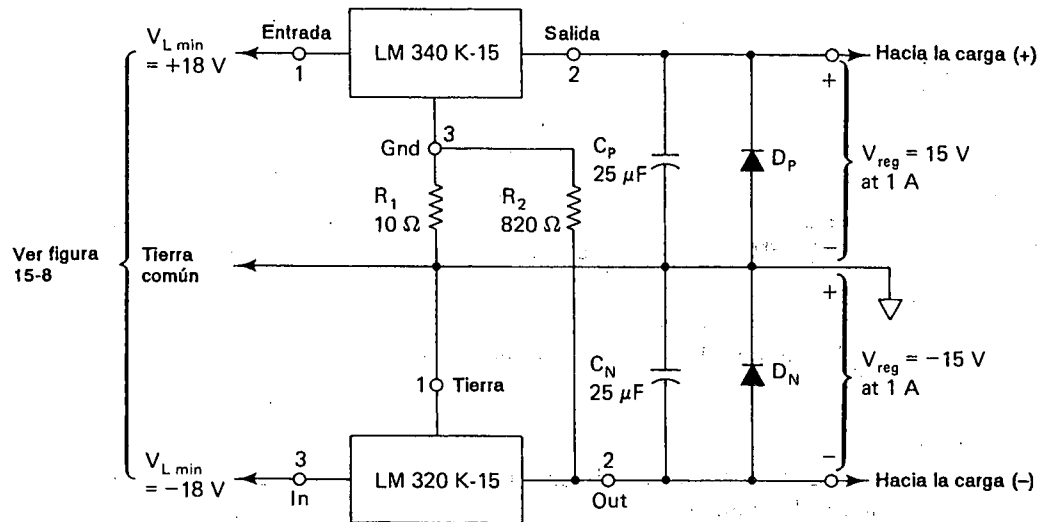 V_L min
= +18 V
Entrada
1
LM 340 K-15
Salida
2
Hacia la carga (+)
Gnd
3
R_1
10 Ω
R_2
820 Ω
C_P
25 µF
D_P
+
V_reg = 15 V
at 1 A
−
Ver figura
15-8
Tierra
común
1
Tierra
C_N
25 µF
D_N
+
V_reg = −15 V
at 1 A
−
V_L min
= −18 V
3
In
LM 320 K-15
2
Out
Hacia la carga (−)